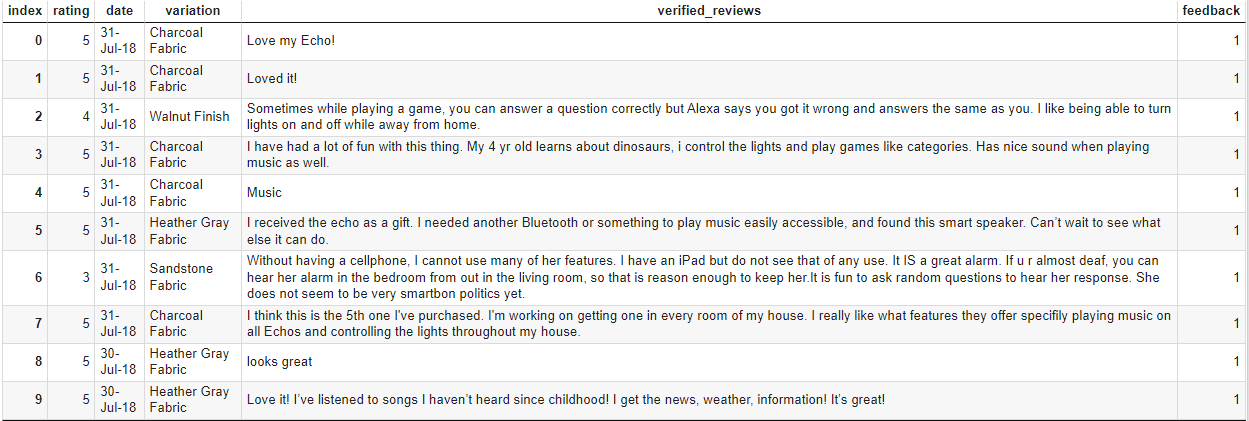 index rating date variation verified_reviews feedback
0 5 31-Jul-18 Charcoal Fabric Love my Echo! 1
1 5 31-Jul-18 Charcoal Fabric Loved it! 1
2 4 31-Jul-18 Walnut Finish Sometimes while playing a game, you can answer a question correctly but Alexa says you got it wrong and answers the same as you. I like being able to turn
lights on and off while away from home. 1
3 5 31-Jul-18 Charcoal Fabric I have had a lot of fun with this thing. My 4 yr old learns about dinosaurs, i control the lights and play games like categories. Has nice sound when playing
music as well. 1
4 5 31-Jul-18 Charcoal Fabric Music 1
5 5 31-Jul-18 Heather Gray Fabric I received the echo as a gift. I needed another Bluetooth or something to play music easily accessible, and found this smart speaker. Can't wait to see what
else it can do. 1
6 3 31-Jul-18 Sandstone Fabric Without having a cellphone, I cannot use many of her features. I have an iPad but do not see that of any use. It IS a great alarm. If u r almost deaf, you can
hear her alarm in the bedroom from out in the living room, so that is reason enough to keep her.It is fun to ask random questions to hear her response. She
does not seem to be very smartbon politics yet. 1
7 5 31-Jul-18 Charcoal Fabric I think this is the 5th one I've purchased. I'm working on getting one in every room of my house. I really like what features they offer specifily playing music on
all Echos and controlling the lights throughout my house. 1
8 5 30-Jul-18 Heather Gray Fabric looks great 1
9 5 30-Jul-18 Heather Gray Fabric Love it! I've listened to songs I haven't heard since childhood! I get the news, weather, information! It's great! 1